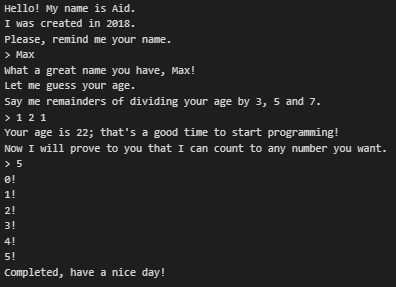 Hello! My name is Aid.
I was created in 2018.
Please, remind me your name.
> Max
What a great name you have, Max!
Let me guess your age.
Say me remainders of dividing your age by 3, 5 and 7.
> 1 2 1
Your age is 22; that's a good time to start programming!
Now I will prove to you that I can count to any number you want.
> 5
0!
1!
2!
3!
4!
5!
Completed, have a nice day!